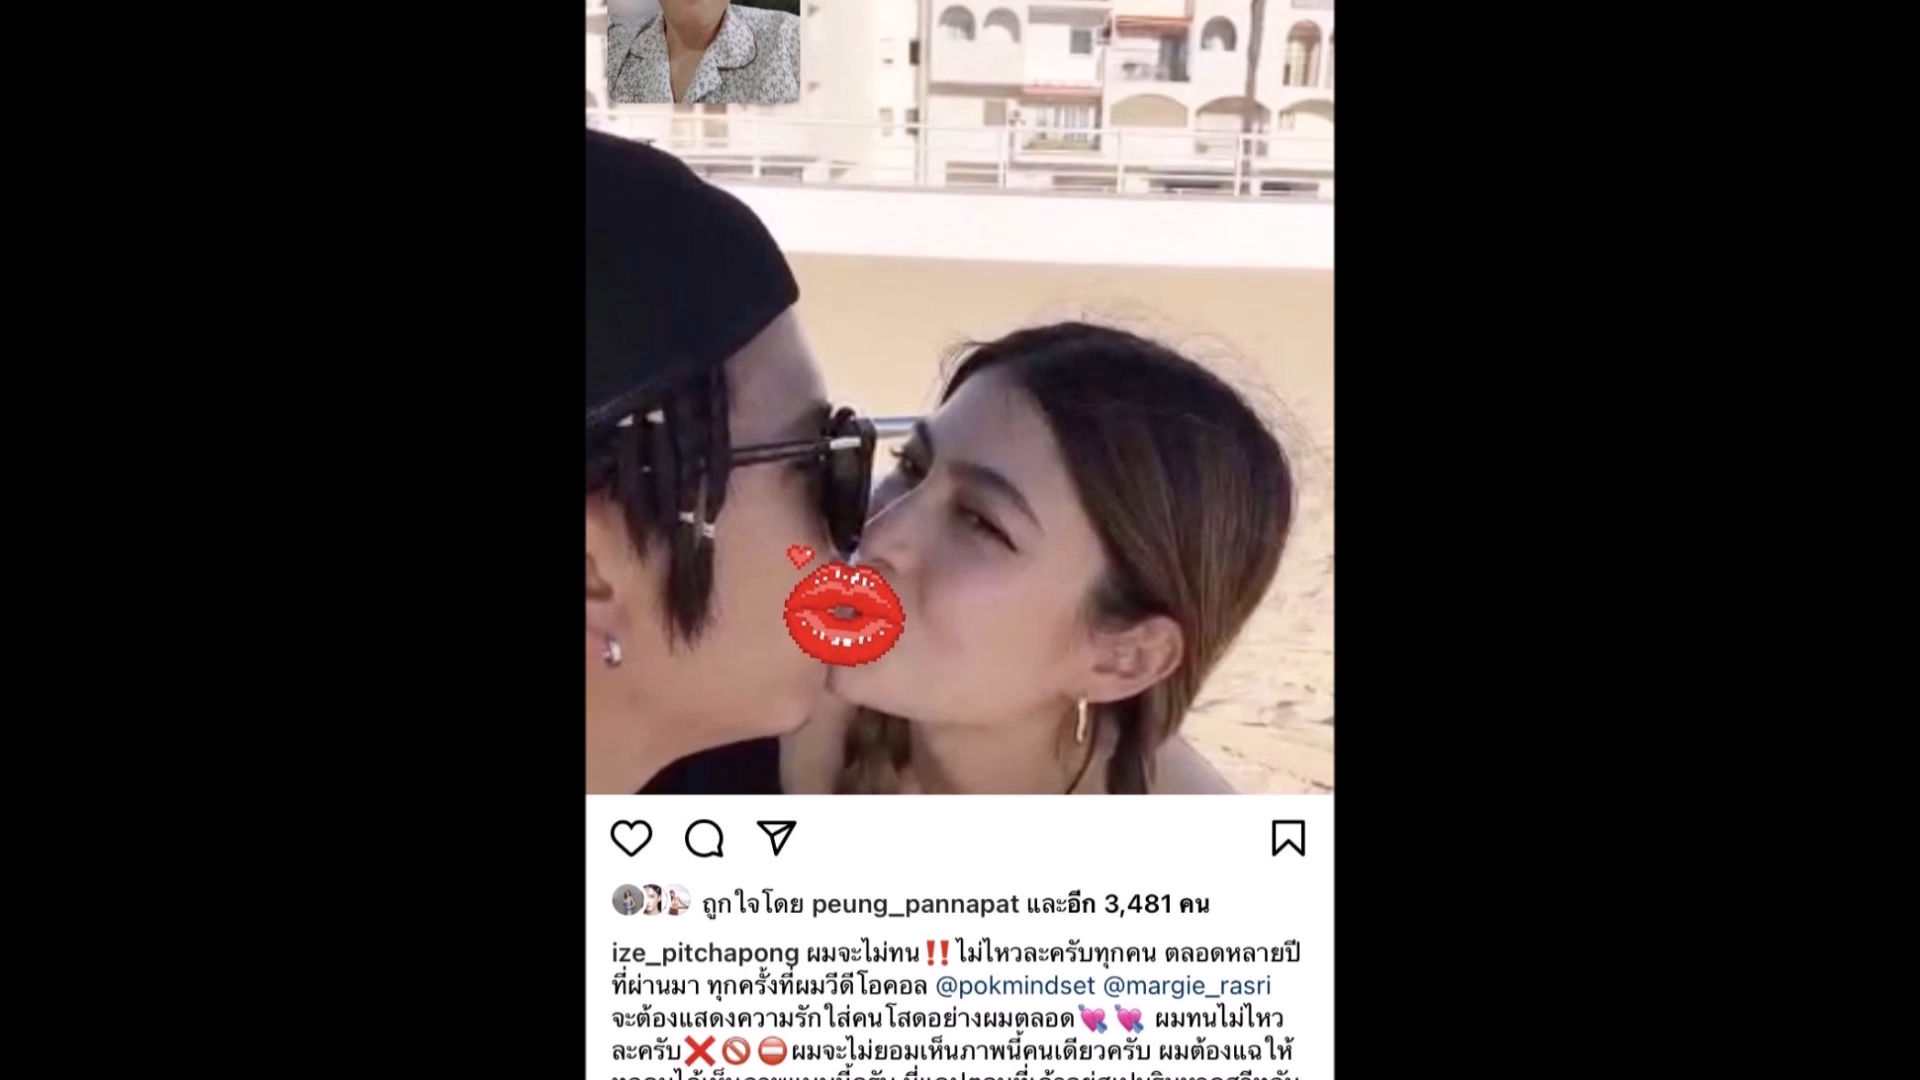 ถูกใจโดย peung_pannapat และอีก 3,481 คน
ize_pitchapong ผมจะไม่ทน‼️ไม่ไหวละครับทุกคน ตลอดหลายปี
ที่ผ่านมา ทุกครั้งที่ผมวีดีโอคอล @pokmindset @margie_rasri
จะต้องแสดงความรักใส่คนโสดอย่างผมตลอด💘💘 ผมทนไม่ไหว
ละครับ❌🚫⛔ผมจะไม่ยอมเห็นภาพนี้คนเดียวครับ ผมต้องแฉให้